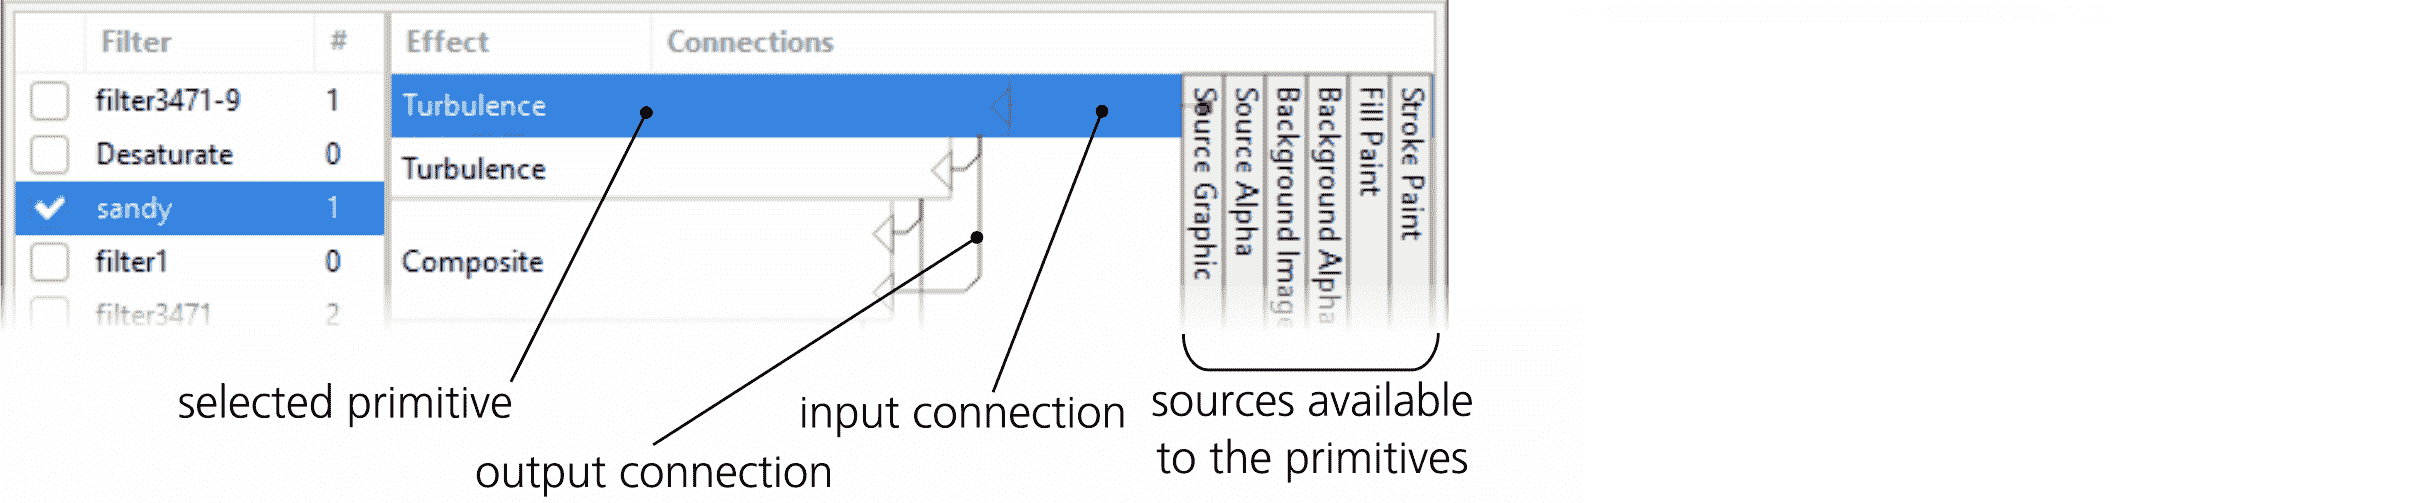 Filter # Effect Connections
filter3471-9 1
Desaturate 0
sandy 1
filter1 0
filter3471 2
Turbulence
Turbulence
Composite
Source Graphic
Source Alpha
Background Image
Background Alpha
Fill Paint
Stroke Paint
selected primitive
output connection
input connection
sources available
to the primitives